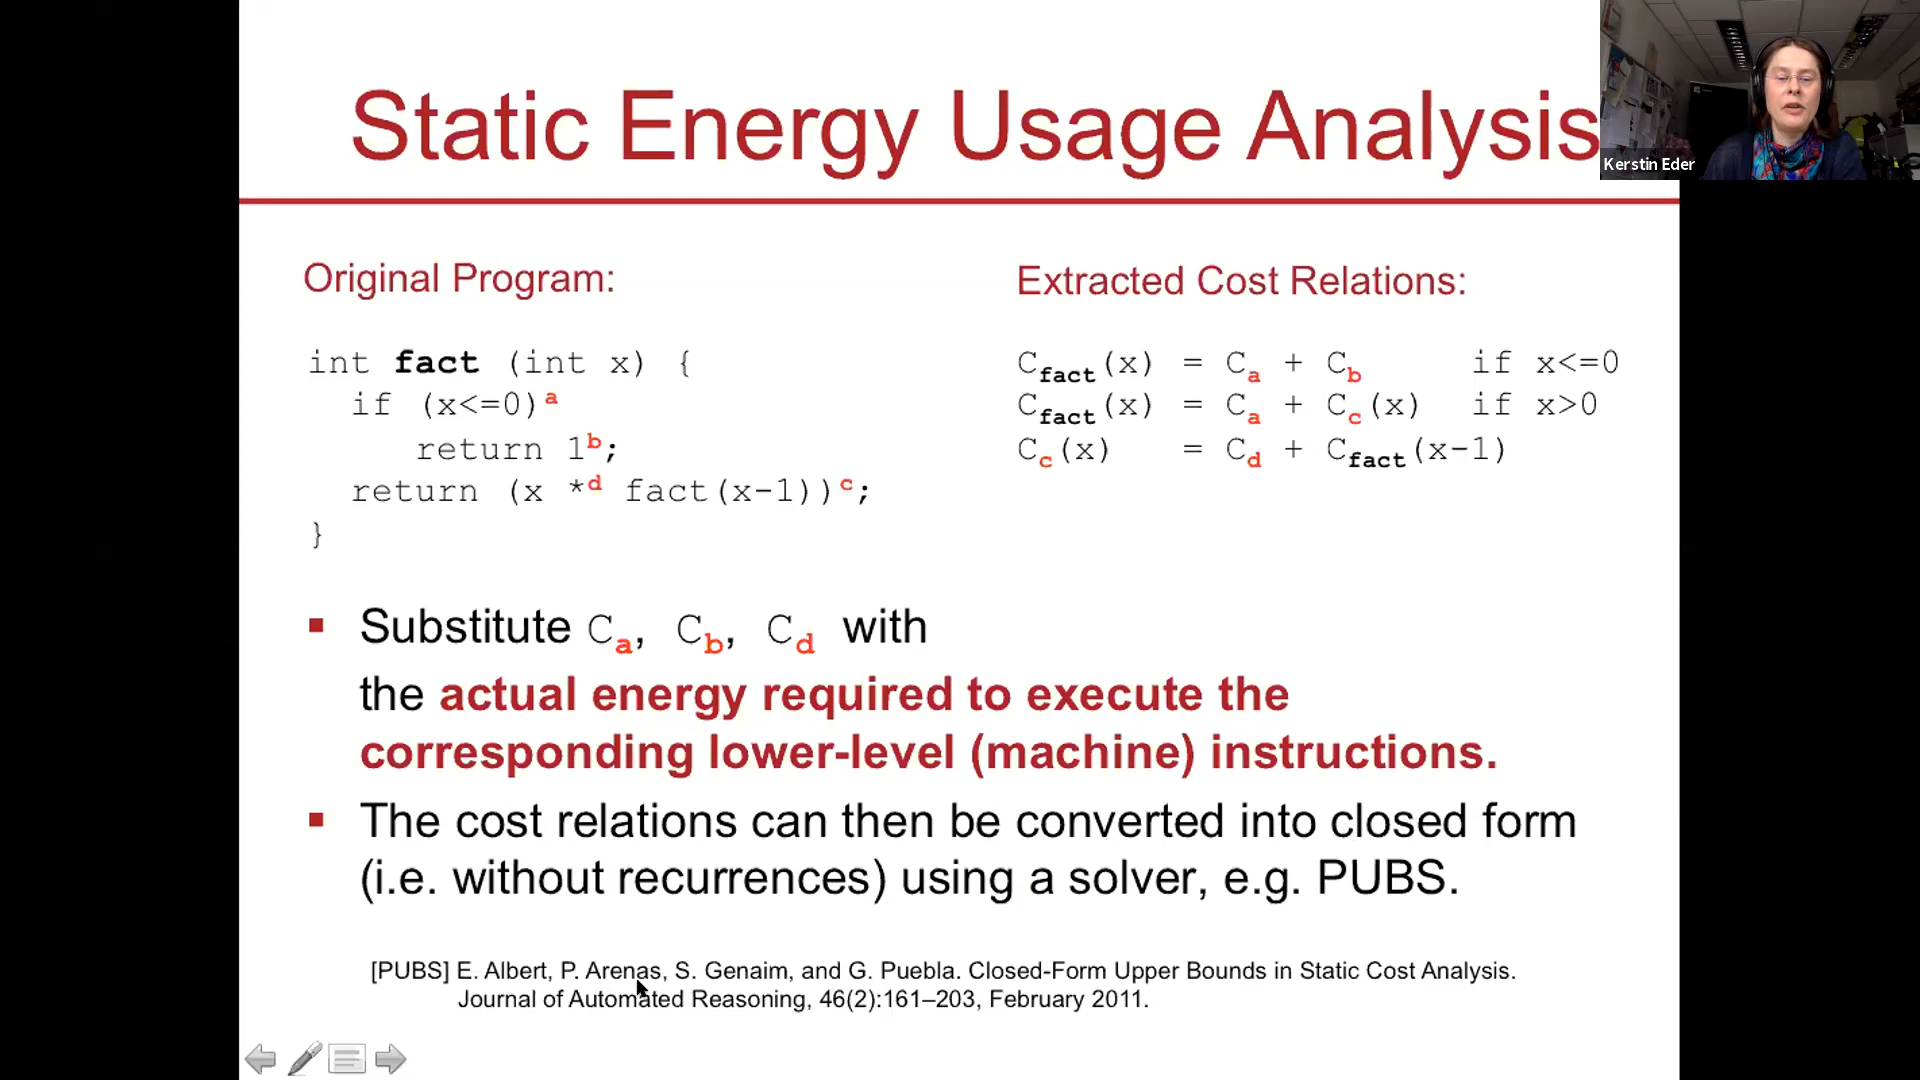 Static Energy Usage Analysis
Kerstin Eder
Original Program:
int fact (int x) {
if (x<=0)a
return 1b;
return (x *d fact(x-1))c;
}
Extracted Cost Relations:
Cfact(x) = Ca + Cb if x<=0
Cfact(x) = Ca + Cc(x) if x>0
Cc(x) = Cd + Cfact(x-1)
▪ Substitute Ca, Cb, Cd with
the actual energy required to execute the
corresponding lower-level (machine) instructions.
▪ The cost relations can then be converted into closed form
(i.e. without recurrences) using a solver, e.g. PUBS.
[PUBS] E. Albert, P. Arenas, S. Genaim, and G. Puebla. Closed-Form Upper Bounds in Static Cost Analysis.
Journal of Automated Reasoning, 46(2):161–203, February 2011.